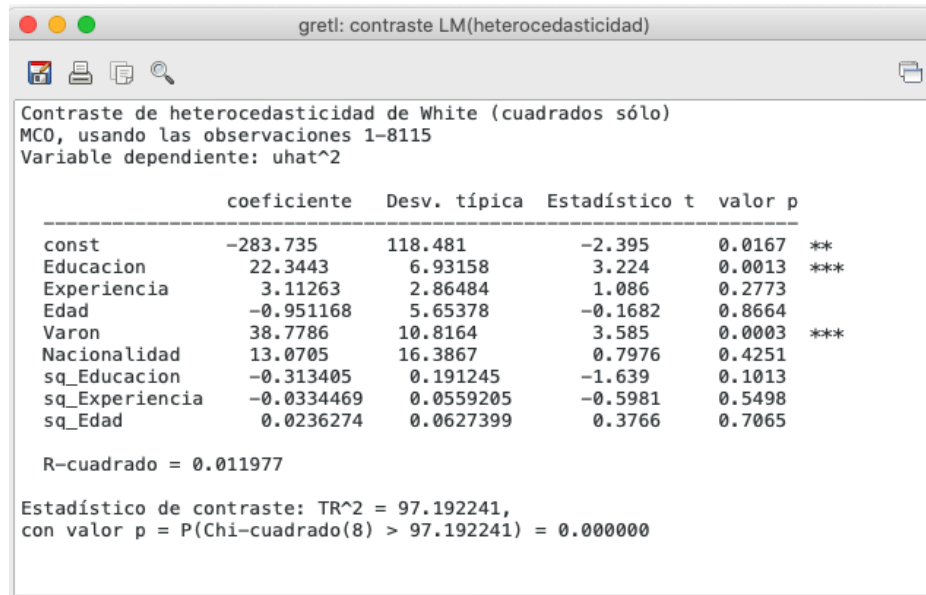 gretl: contraste LM(heterocedasticidad)
Contraste de heterocedasticidad de White (cuadrados sólo)
MCO, usando las observaciones 1-8115
Variable dependiente: uhat^2
coeficiente Desv. típica Estadístico t valor p
const -283.735 118.481 -2.395 0.0167 **
Educacion 22.3443 6.93158 3.224 0.0013 ***
Experiencia 3.11263 2.86484 1.086 0.2773
Edad -0.951168 5.65378 -0.1682 0.8664
Varon 38.7786 10.8164 3.585 0.0003 ***
Nacionalidad 13.0705 16.3867 0.7976 0.4251
sq_Educacion -0.313405 0.191245 -1.639 0.1013
sq_Experiencia -0.0334469 0.0559205 -0.5981 0.5498
sq_Edad 0.0236274 0.0627399 0.3766 0.7065
R-cuadrado = 0.011977
Estadístico de contraste: TR^2 = 97.192241,
con valor p = P(Chi-cuadrado(8) > 97.192241) = 0.000000